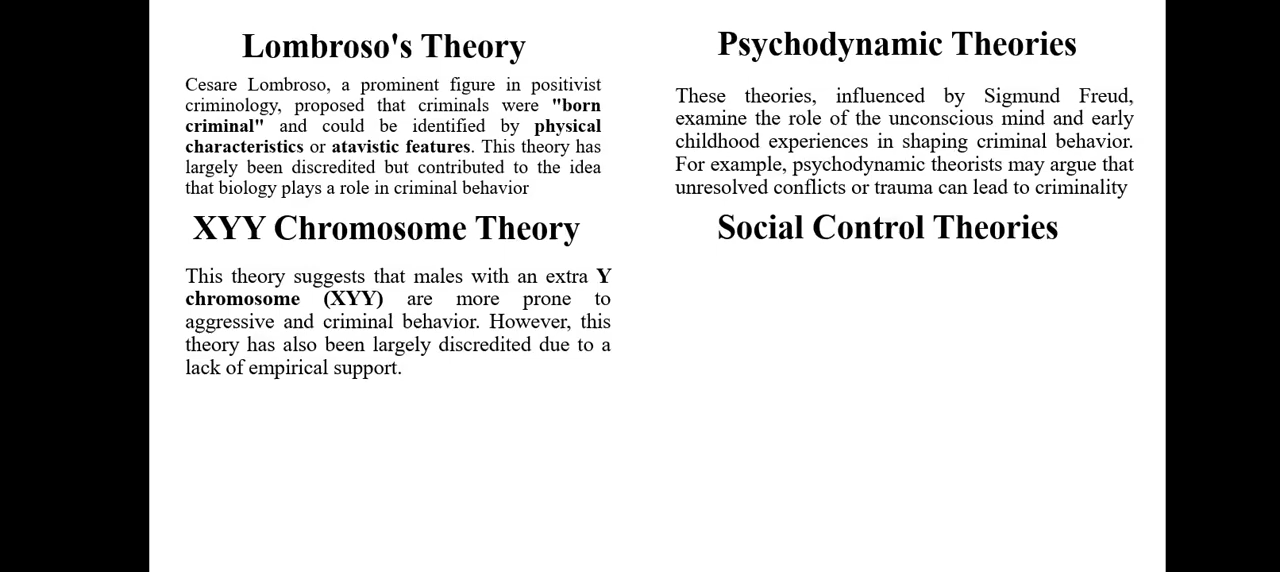 Lombroso's Theory
Cesare Lombroso, a prominent figure in positivist
criminology, proposed that criminals were "born
criminal" and could be identified by physical
characteristics or atavistic features. This theory has
largely been discredited but contributed to the idea
that biology plays a role in criminal behavior
XYY Chromosome Theory
This theory suggests that males with an extra Y
chromosome (XYY) are more prone to
aggressive and criminal behavior. However, this
theory has also been largely discredited due to a
lack of empirical support.
Psychodynamic Theories
These theories, influenced by Sigmund Freud,
examine the role of the unconscious mind and early
childhood experiences in shaping criminal behavior.
For example, psychodynamic theorists may argue that
unresolved conflicts or trauma can lead to criminality
Social Control Theories